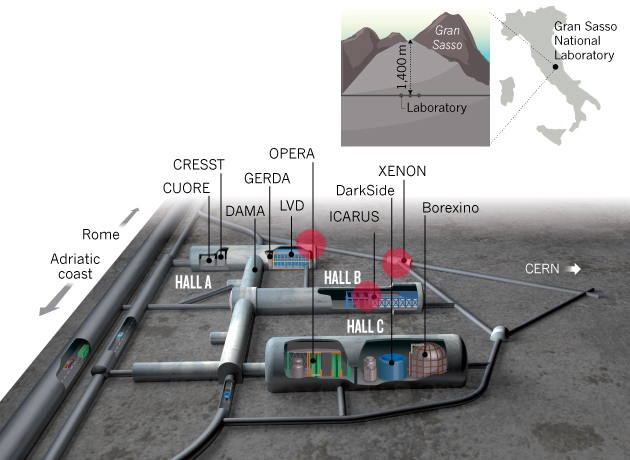 Gran
Sasso
1,400 m
Laboratory
Gran Sasso
National
Laboratory
OPERA
CRESST
XENON
GERDA
CUORE
DarkSide
DAMA
LVD
ICARUS
Borexino
Rome
Adriatic
coast
CERN
HALL A
HALL B
HALL C